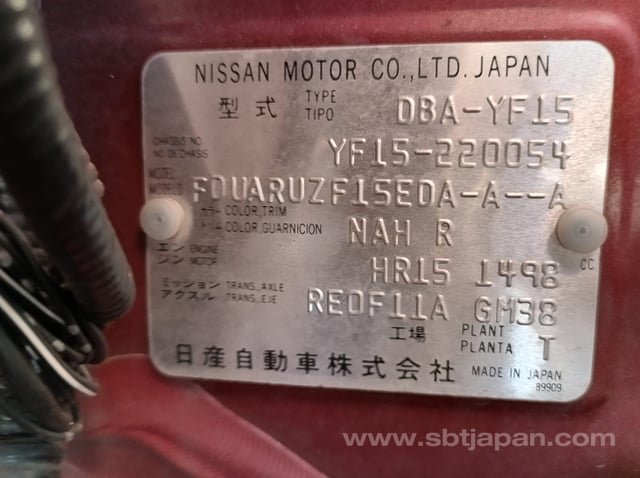 NISSAN MOTOR CO.,LTD. JAPAN
型式 TYPE TIPO DBA-YF15
CHASSIS NO. NO. DE CHASIS YF15-220054
MODEL MODELO FDUARUZF15EDA-A--A
カラー COLOR,TRIM トリム COLOR,GUARNICION NAH R
エンジン ENGINE MOTOR HR15 1498 CC
ミッション アクスル TRANS,AXLE TRANS,EJE RE0F11A GM38
工場 PLANT PLANTA T
日産自動車株式会社 MADE IN JAPAN
89909
www.sbtjapan.com